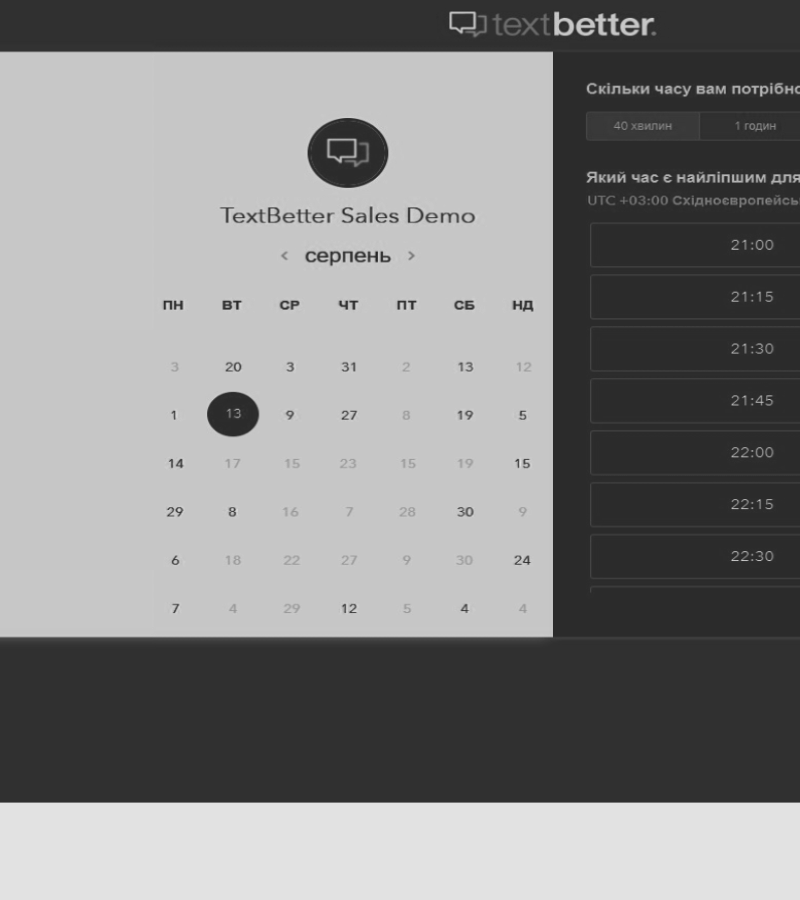 textbetter.
TextBetter Sales Demo
‹ серпень ›
ПН ВТ СР ЧТ ПТ СБ НД
3 20 3 31 2 13 12
1 13 9 27 8 19 5
14 17 15 23 15 19 15
29 8 16 7 28 30 9
6 18 22 27 9 30 24
7 4 29 12 5 4 4
Скільки часу вам потрібно
40 хвилин 1 годин
Який час є найліпшим для
UTC +03:00
21:00
21:15
21:30
21:45
22:00
22:15
22:30